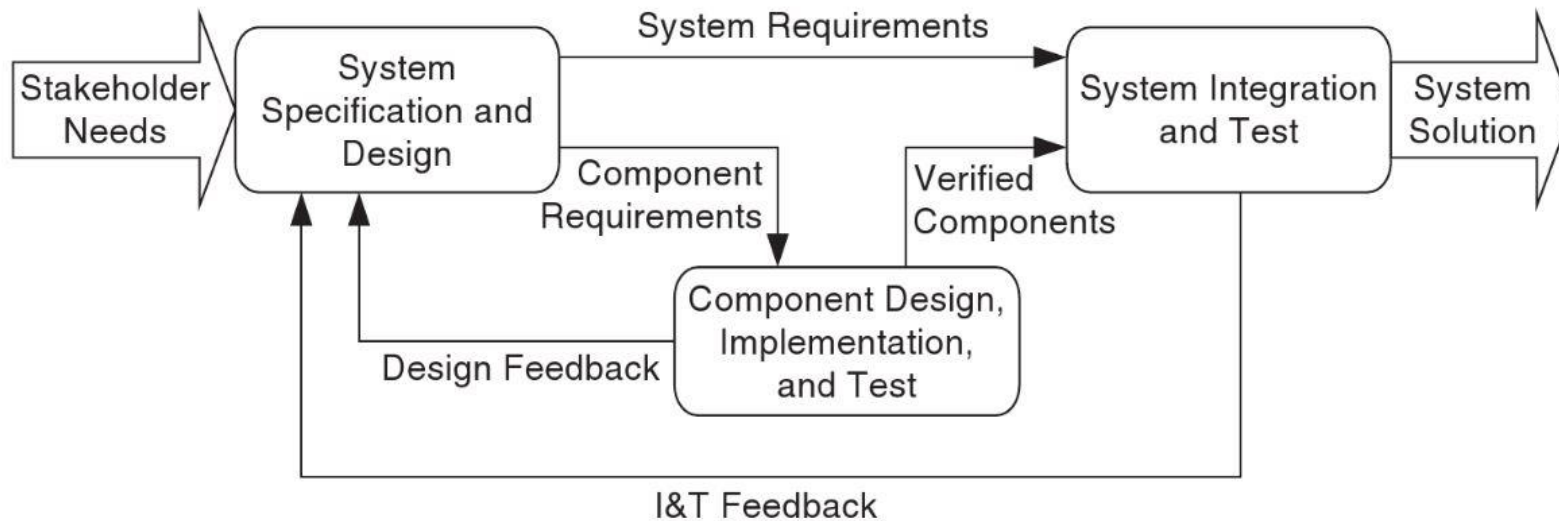 Stakeholder
Needs
System
Specification and
Design
System Requirements
Component
Requirements
Verified
Components
System Integration
and Test
System
Solution
Component Design,
Implementation,
and Test
Design Feedback
I&T Feedback